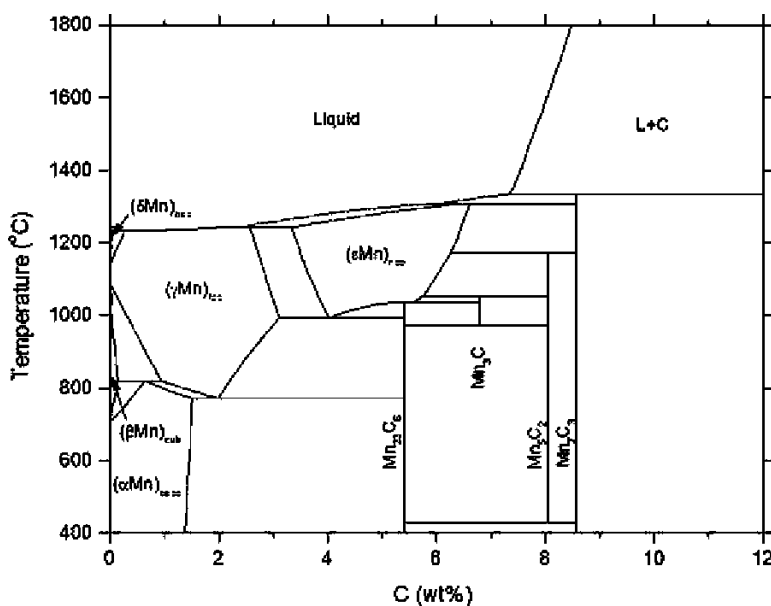 1800
1600
1400
1200
1000
800
600
400
Temperature (°C)
Liquid
L+C
(δMn)
(εMn)
(γMn)
(βMn)cub
(αMn)
Mn23C6
Mn3C
Mn5C2
Mn7C3
0
2
4
6
8
10
12
C (wt%)